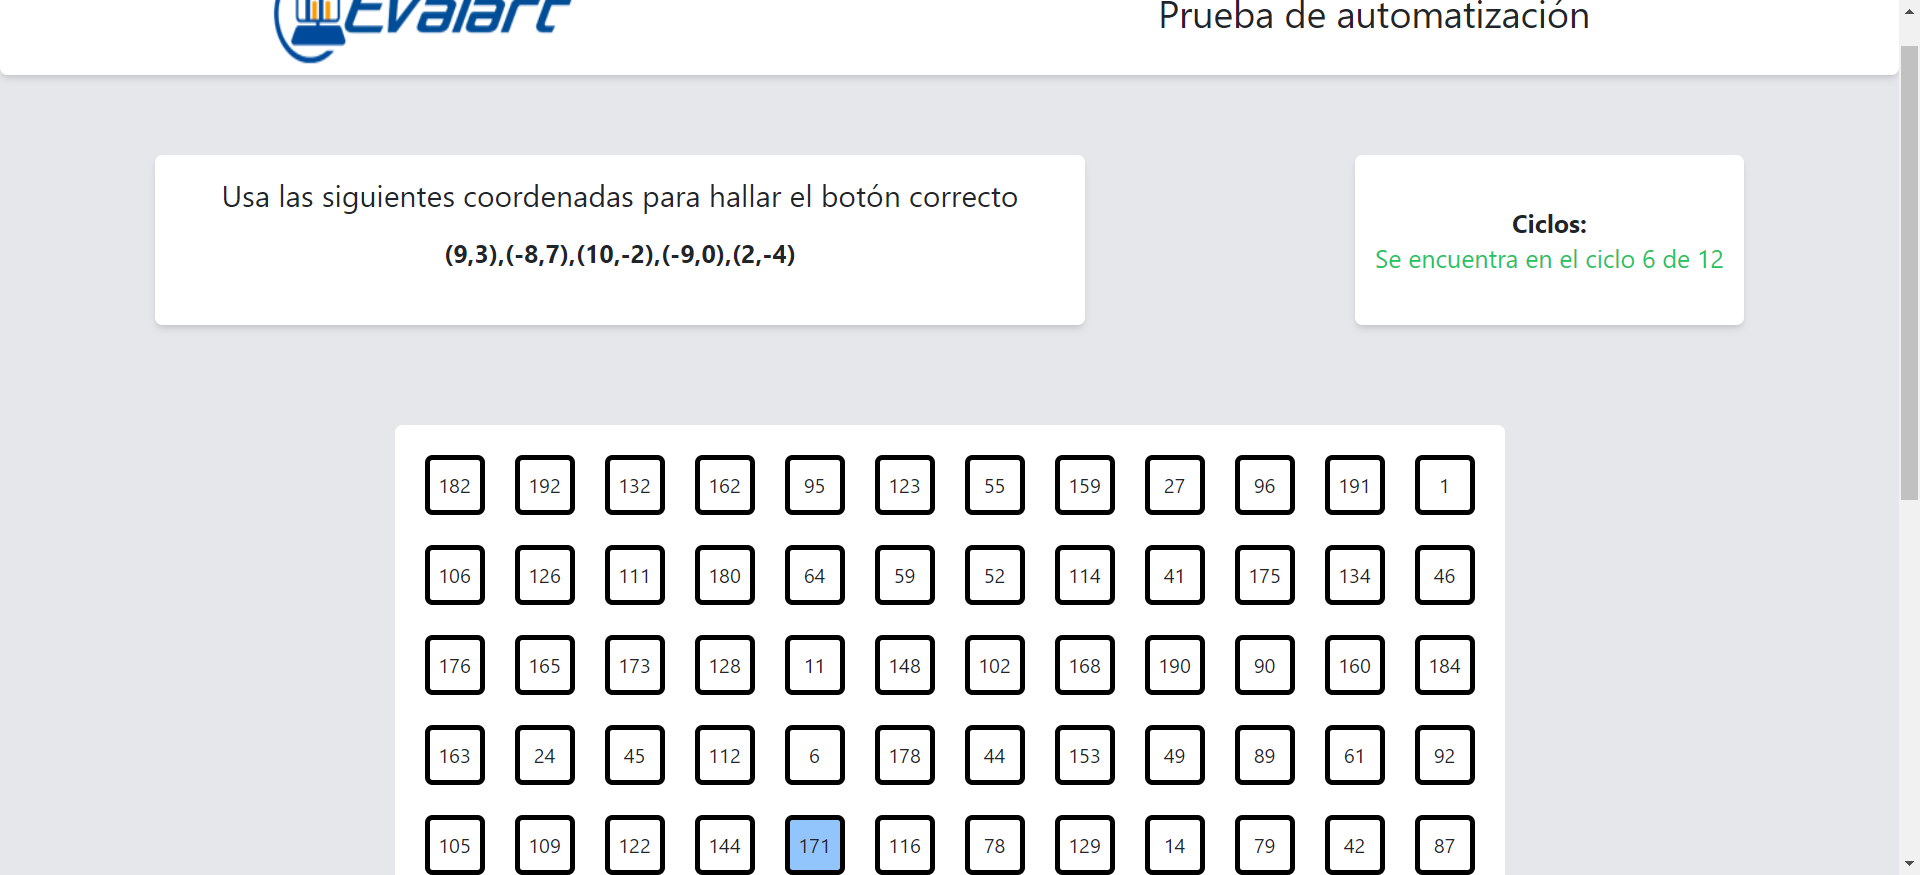 Evalart
Prueba de automatización
Usa las siguientes coordenadas para hallar el botón correcto
(9,3),(-8,7),(10,-2),(-9,0),(2,-4)
Ciclos:
Se encuentra en el ciclo 6 de 12
182 192 132 162 95 123 55 159 27 96 191 1
106 126 111 180 64 59 52 114 41 175 134 46
176 165 173 128 11 148 102 168 190 90 160 184
163 24 45 112 6 178 44 153 49 89 61 92
105 109 122 144 171 116 78 129 14 79 42 87